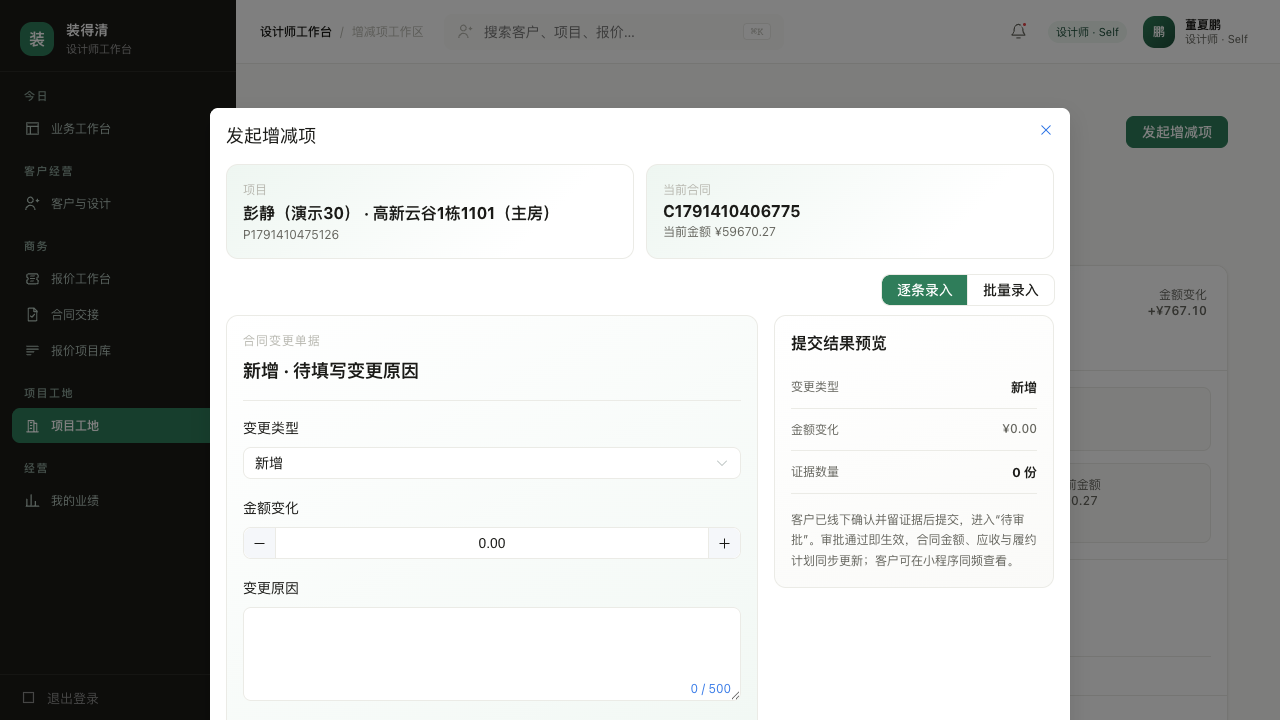 装
装得清
设计师工作台
今日
业务工作台
客户经营
客户与设计
商务
报价工作台
合同交接
报价项目库
项目工地
项目工地
经营
我的业绩
退出登录
设计师工作台 / 增减项工作区
搜索客户、项目、报价...
⌘K
设计师 · Self
鹏
董夏鹏
设计师 · Self
发起增减项
金额变化
+¥767.10
前金额
0.27
发起增减项
项目
彭静（演示30） · 高新云谷1栋1101（主房）
P1791410475126
当前合同
C1791410406775
当前金额 ¥59670.27
逐条录入
批量录入
合同变更单据
新增 · 待填写变更原因
变更类型
新增
金额变化
0.00
变更原因
0 / 500
提交结果预览
变更类型
新增
金额变化
¥0.00
证据数量
0 份
客户已线下确认并留证据后提交，进入“待审
批”。审批通过即生效，合同金额、应收与履约
计划同步更新；客户可在小程序同频查看。